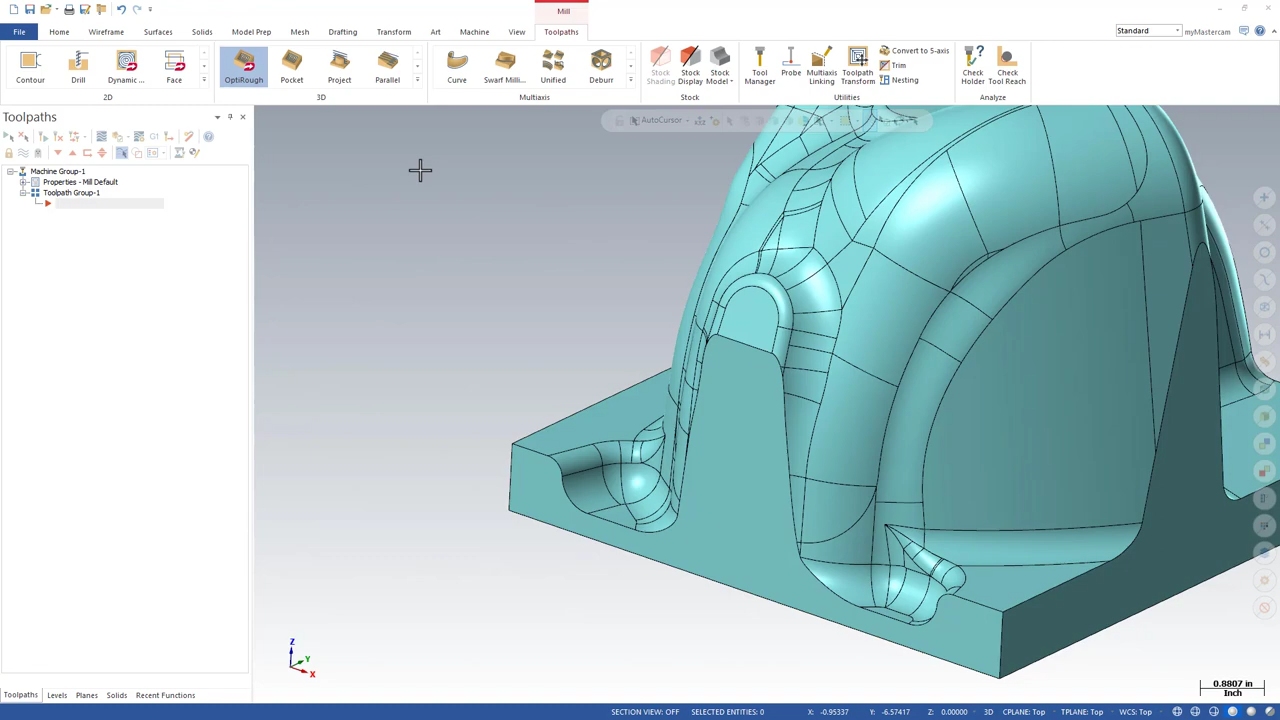 Mill
File Home Wireframe Surfaces Solids Model Prep Mesh Drafting Transform Art Machine View Toolpaths
Standard
myMastercam
Contour Drill Dynamic ... Face
2D
OptiRough Pocket Project Parallel
3D
Curve Swarf Milli... Unified Deburr
Multiaxis
Stock Shading
Stock Display
Stock Model
Stock
Tool Manager
Probe
Multiaxis Linking
Toolpath Transform
Convert to 5-axis
Trim
Nesting
Utilities
Check Holder
Check Tool Reach
Analyze
Toolpaths
G1
Machine Group-1
Properties - Mill Default
Toolpath Group-1
AutoCursor
Z
Y
X
0.8807 in
Inch
Toolpaths Levels Planes Solids Recent Functions
SECTION VIEW: OFF SELECTED ENTITIES: 0 X: -0.95337 Y: -6.57417 Z: 0.00000 3D CPLANE: Top TPLANE: Top WCS: Top